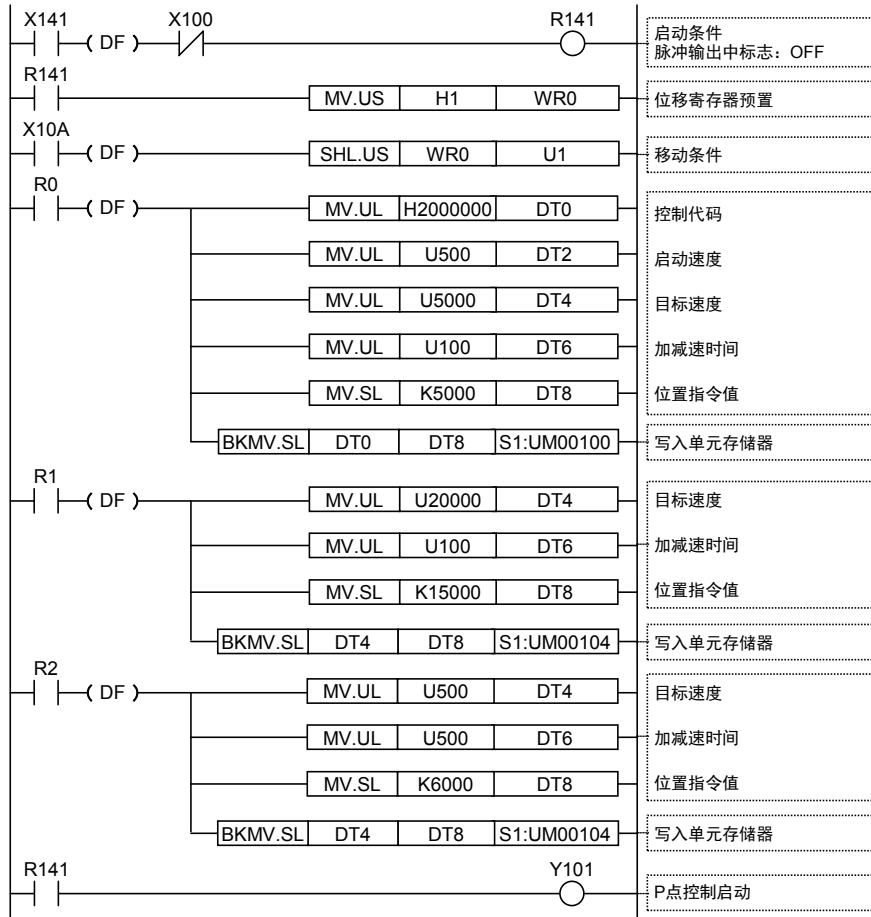 X141 X100 R141
( DF )
启动条件
脉冲输出中标志：OFF
R141
MV.US H1 WR0
位移寄存器预置
X10A
( DF ) SHL.US WR0 U1
移动条件
R0
( DF ) MV.UL H2000000 DT0
控制代码
MV.UL U500 DT2
启动速度
MV.UL U5000 DT4
目标速度
MV.UL U100 DT6
加减速时间
MV.SL K5000 DT8
位置指令值
BKMV.SL DT0 DT8 S1:UM00100
写入单元存储器
R1
( DF ) MV.UL U20000 DT4
目标速度
MV.UL U100 DT6
加减速时间
MV.SL K15000 DT8
位置指令值
BKMV.SL DT4 DT8 S1:UM00104
写入单元存储器
R2
( DF ) MV.UL U500 DT4
目标速度
MV.UL U500 DT6
加减速时间
MV.SL K6000 DT8
位置指令值
BKMV.SL DT4 DT8 S1:UM00104
写入单元存储器
R141 Y101
P点控制启动